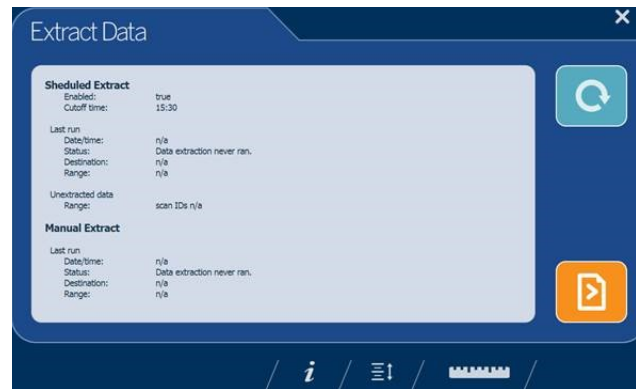 Extract Data
Sheduled Extract
Enabled: true
Cutoff time: 15:30
Last run
Date/time: n/a
Status: Data extraction never ran.
Destination: n/a
Range: n/a
Unextracted data
Range: scan IDs n/a
Manual Extract
Last run
Date/time: n/a
Status: Data extraction never ran.
Destination: n/a
Range: n/a